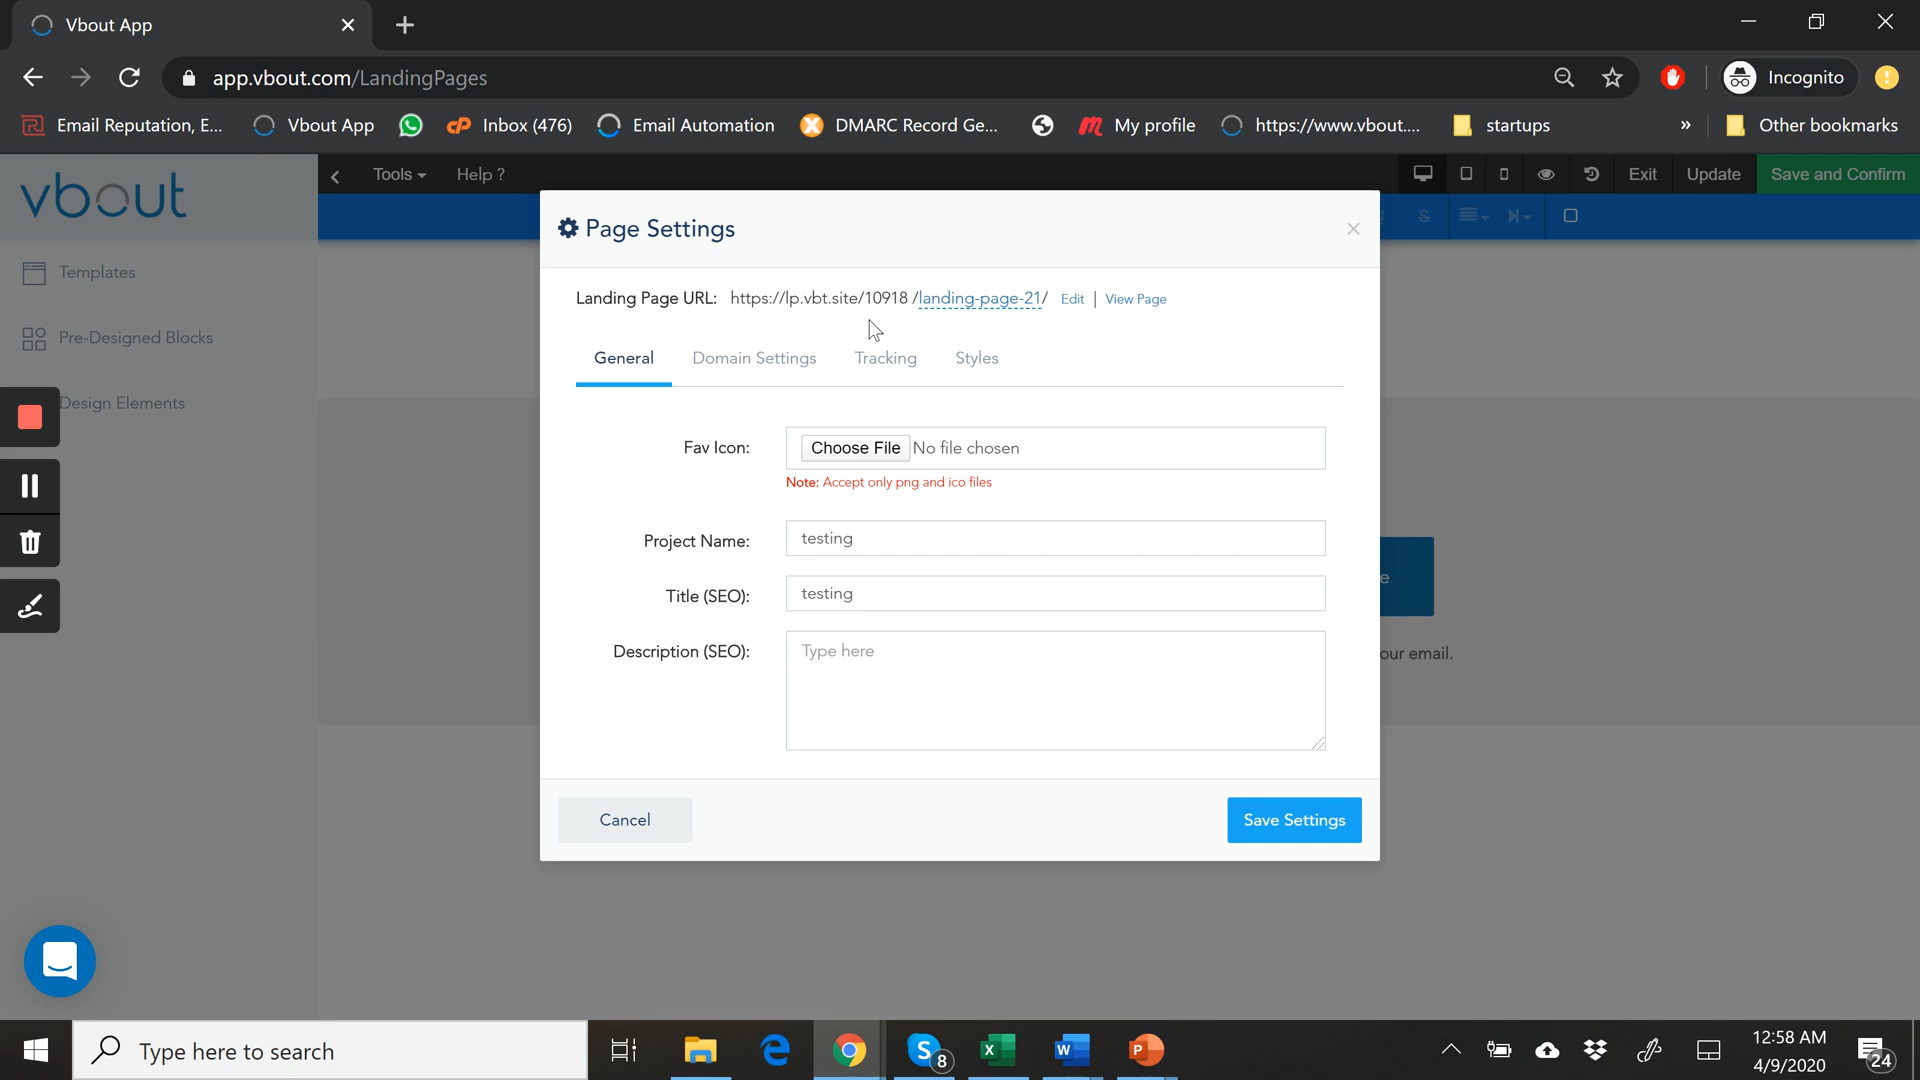 Vbout App
app.vbout.com/LandingPages
Incognito
Email Reputation, E...
Vbout App
Inbox (476)
Email Automation
DMARC Record Ge...
My profile
https://www.vbout....
startups
»
Other bookmarks
vbout
Tools
Help ?
Exit
Update
Save and Confirm
Templates
Pre-Designed Blocks
Design Elements
Page Settings
Landing Page URL: https://lp.vbt.site/10918 /landing-page-21/ Edit | View Page
General
Domain Settings
Tracking
Styles
Fav Icon:
Choose File No file chosen
Note: Accept only png and ico files
Project Name:
testing
Title (SEO):
testing
Description (SEO):
Type here
e
our email.
Cancel
Save Settings
Type here to search
8
12:58 AM
4/9/2020
24